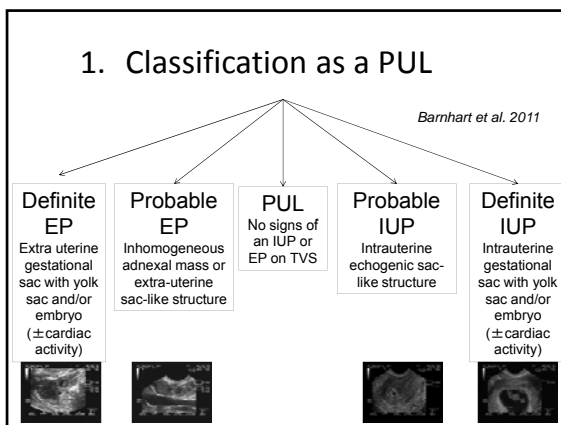 1. Classification as a PUL
Barnhart et al. 2011
Definite
EP
Extra uterine
gestational
sac with yolk
sac and/or
embryo
(±cardiac
activity)
Probable
EP
Inhomogeneous
adnexal mass or
extra-uterine
sac-like structure
PUL
No signs of
an IUP or
EP on TVS
Probable
IUP
Intrauterine
echogenic sac-
like structure
Definite
IUP
Intrauterine
gestational
sac with yolk
sac and/or
embryo
(±cardiac
activity)